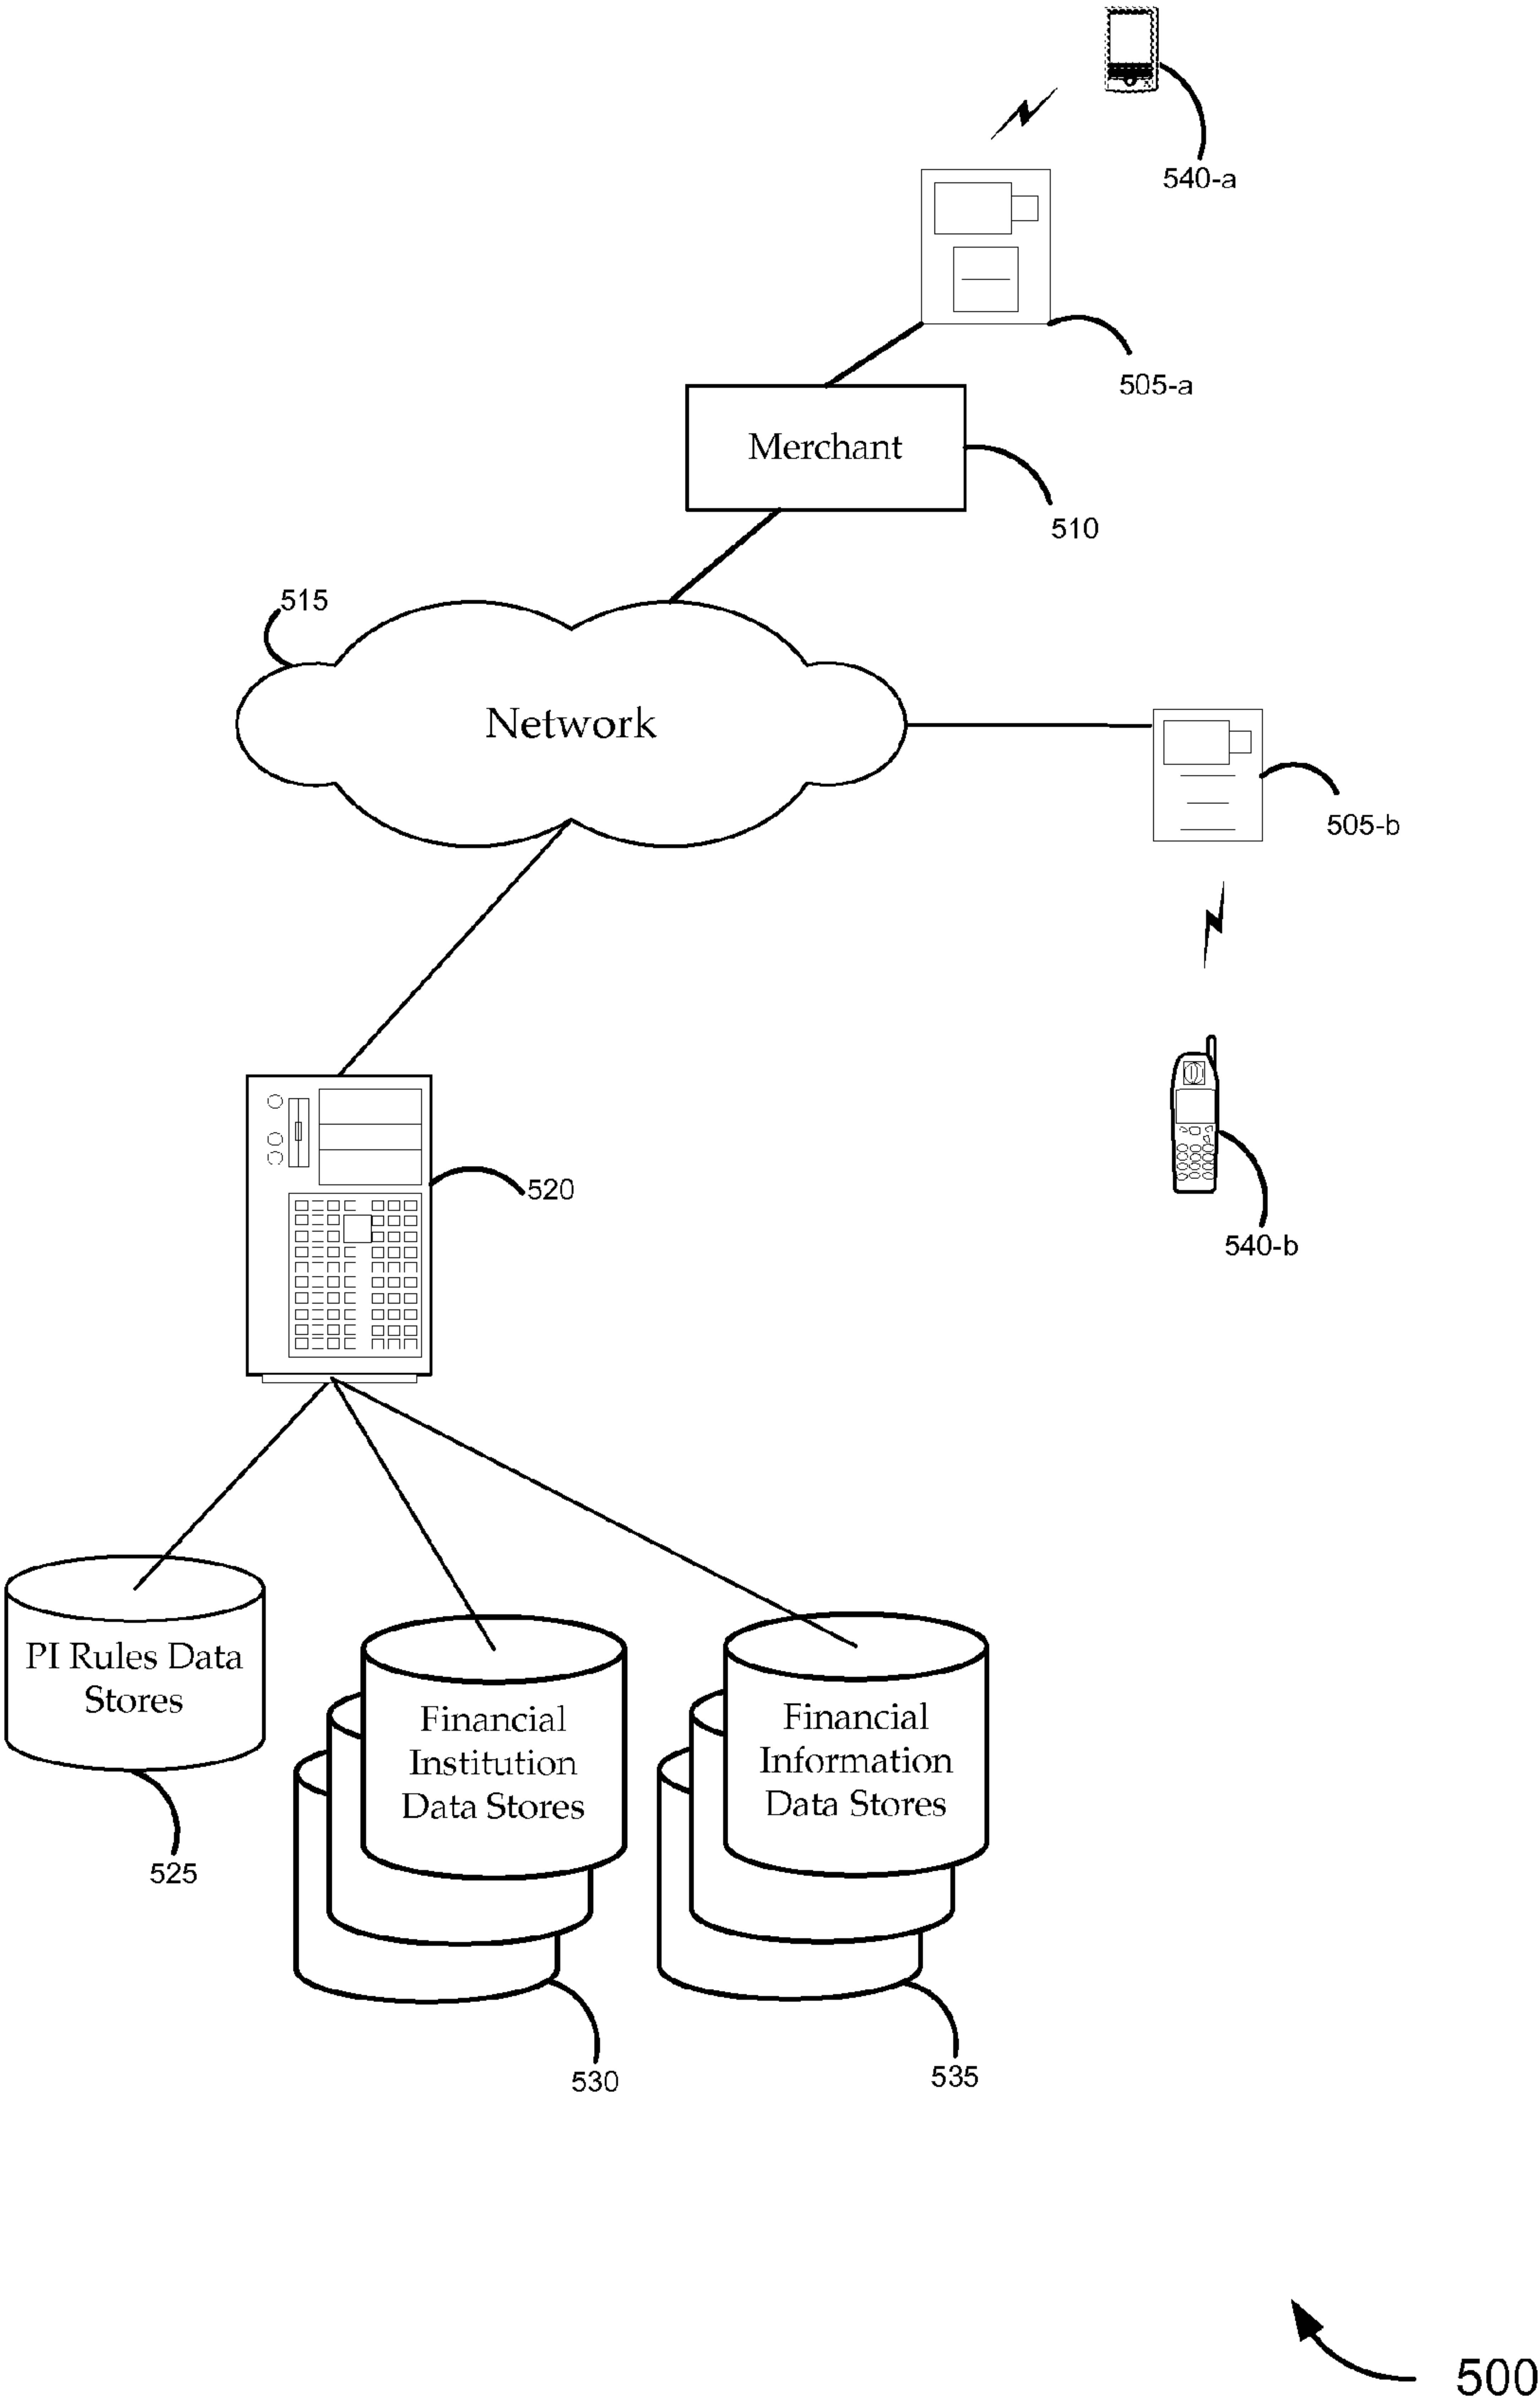 540-a
505-a
Merchant
510
515
Network
505-b
520
540-b
PI Rules Data
Stores
Financial
Institution
Data Stores
Financial
Information
Data Stores
525
530
535
500